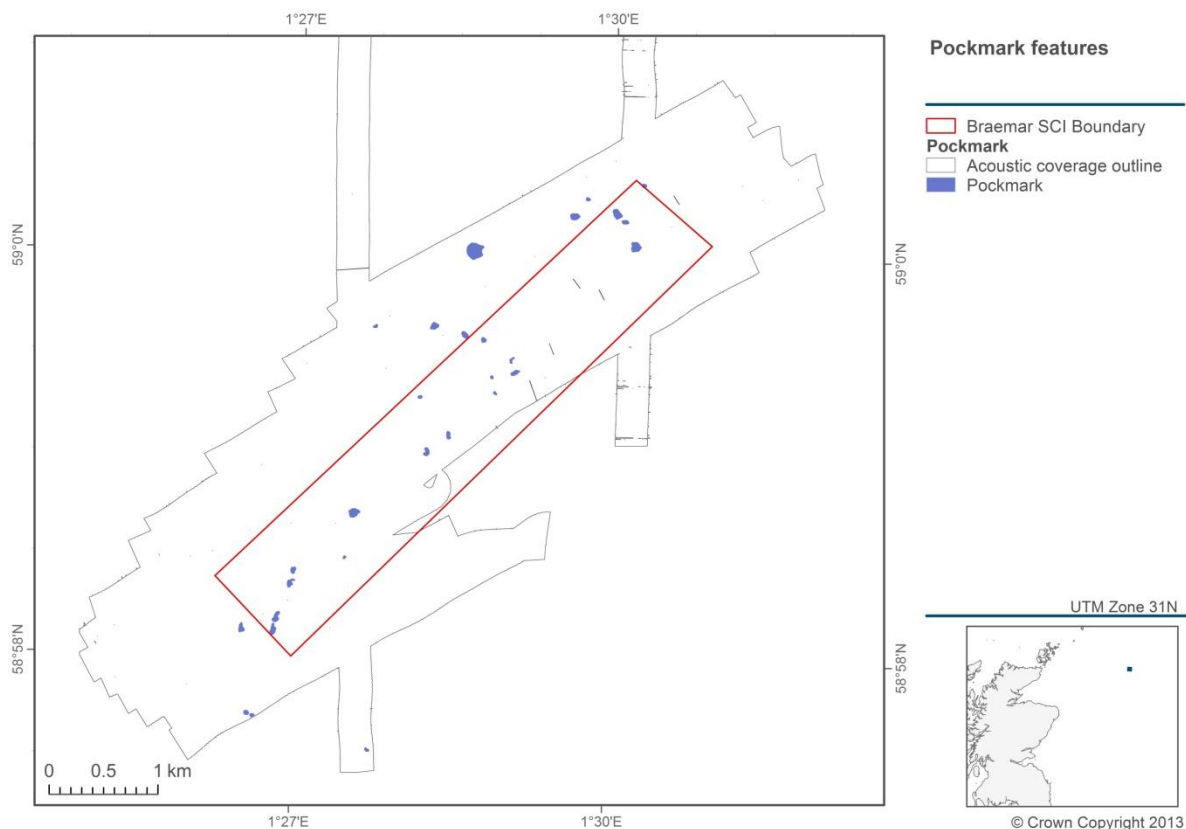 1°27'E
1°30'E
59°0'N
58°58'N
59°0'N
58°58'N
0 0.5 1 km
1°27'E
1°30'E
Pockmark features
Braemar SCI Boundary
Pockmark
Acoustic coverage outline
Pockmark
UTM Zone 31N
© Crown Copyright 2013